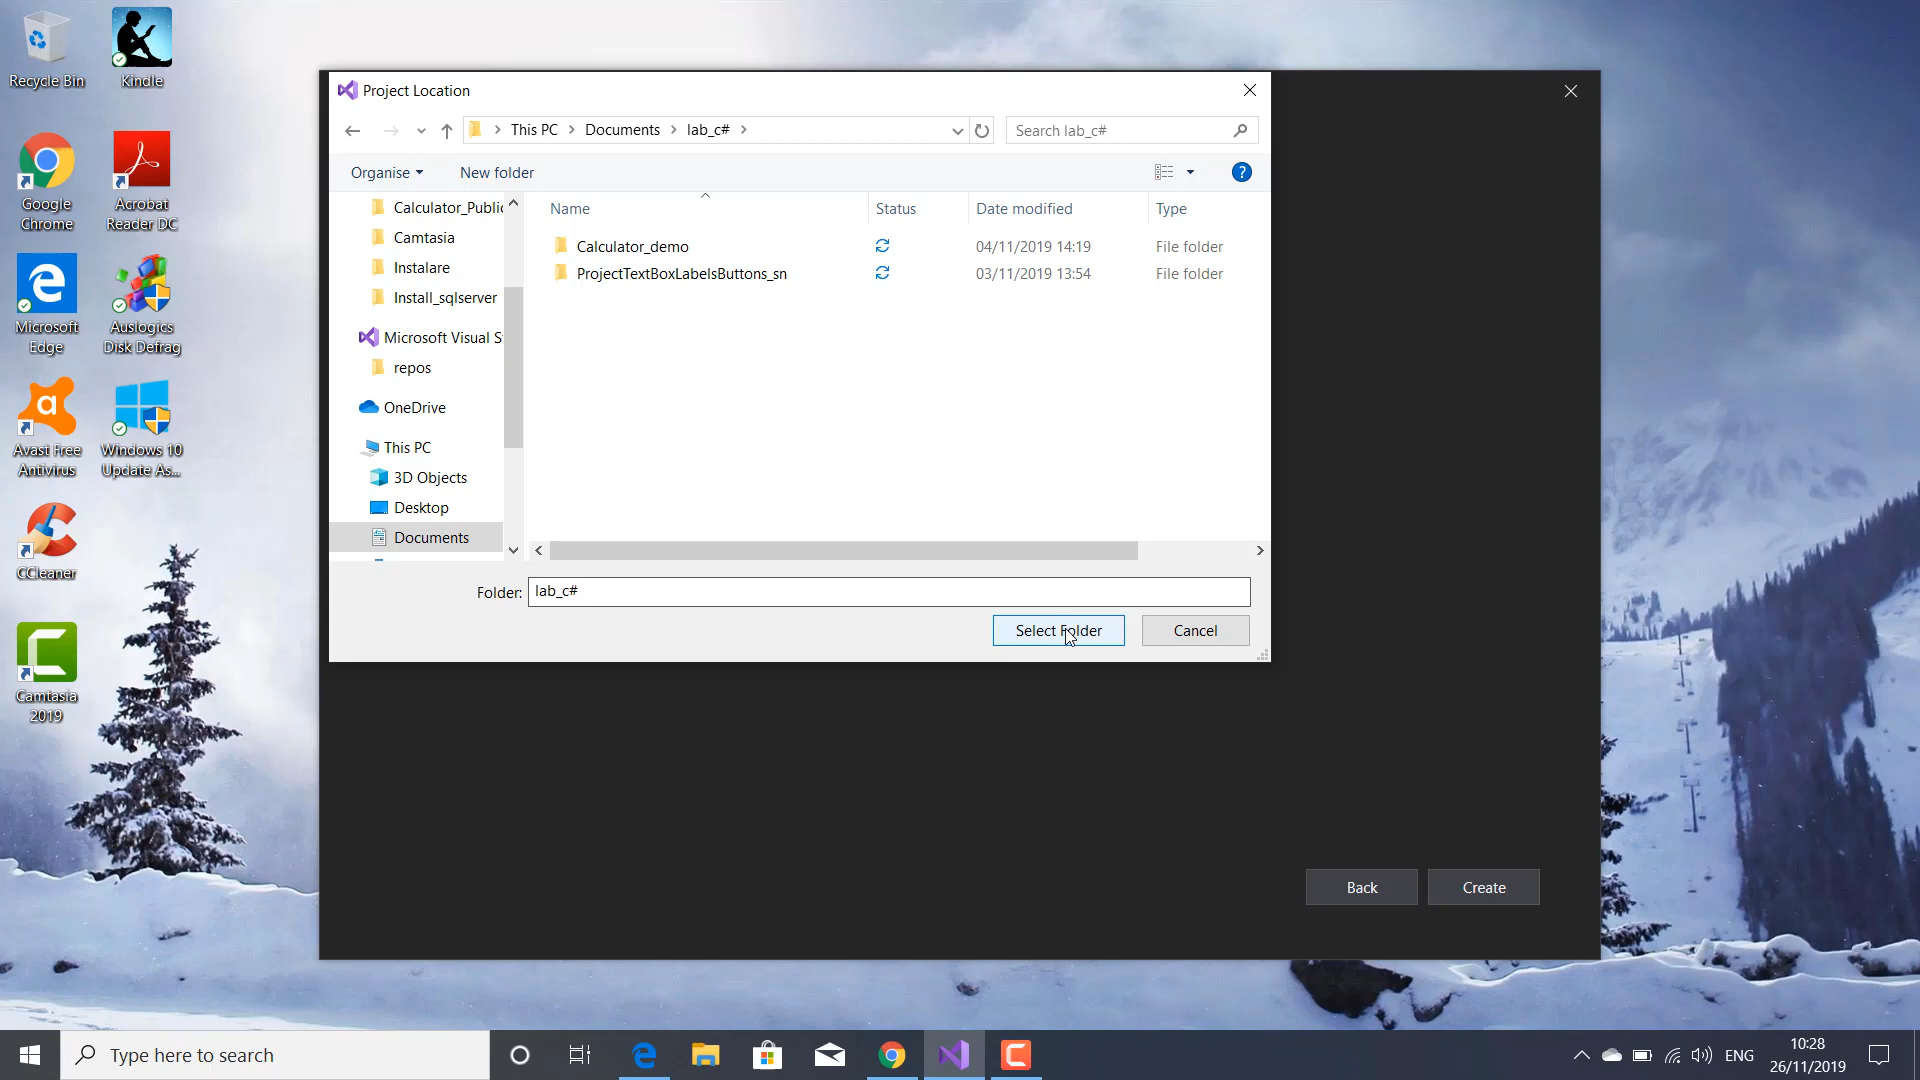 Recycle Bin
Kindle
Google
Chrome
Acrobat
Reader DC
Microsoft
Edge
Auslogics
Disk Defrag
Avast Free
Antivirus
Windows 10
Update As...
CCleaner
Camtasia
2019
Project Location
This PC > Documents > lab_c# >
Search lab_c#
Organise
New folder
?
Calculator_Public
Camtasia
Instalare
Install_sqlserver
Microsoft Visual S
repos
OneDrive
This PC
3D Objects
Desktop
Documents
Name Status Date modified Type
Calculator_demo 04/11/2019 14:19 File folder
ProjectTextBoxLabelsButtons_sn 03/11/2019 13:54 File folder
Folder: lab_c#
Select Folder
Cancel
Back
Create
Type here to search
ENG
10:28
26/11/2019